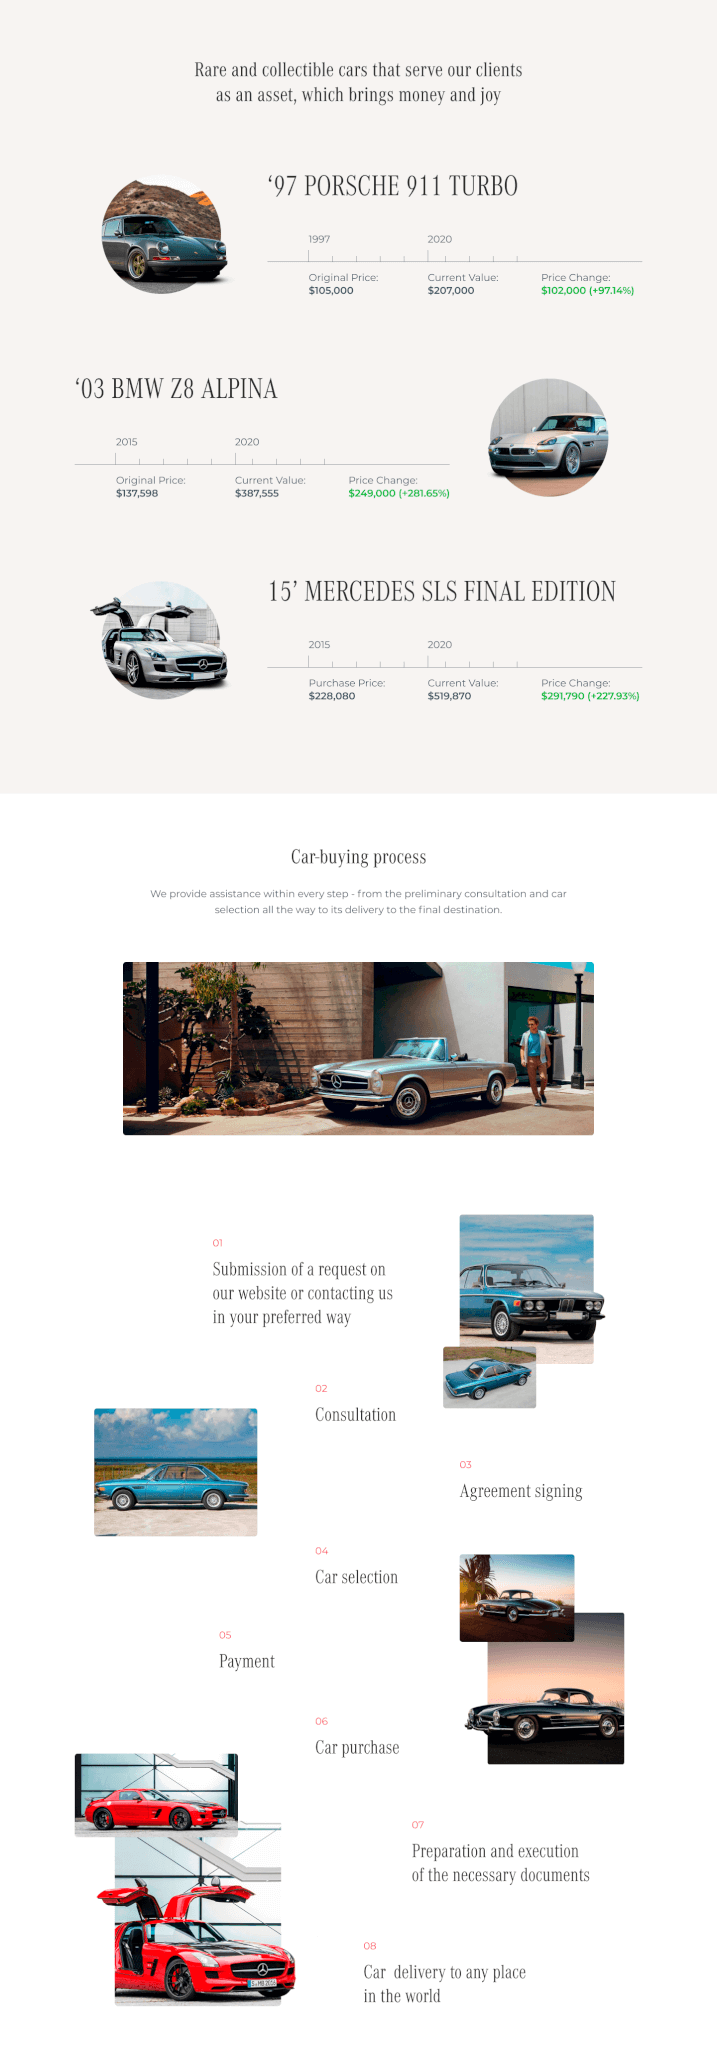 Rare and collectible cars that serve our clients
as an asset, which brings money and joy
‘97 PORSCHE 911 TURBO
1997 2020
Original Price: Current Value: Price Change:
$105,000 $207,000 $102,000 (+97.14%)
‘03 BMW Z8 ALPINA
2015 2020
Original Price: Current Value: Price Change:
$137,598 $387,555 $249,000 (+281.65%)
15’ MERCEDES SLS FINAL EDITION
2015 2020
Purchase Price: Current Value: Price Change:
$228,080 $519,870 $291,790 (+227.93%)
Car-buying process
We provide assistance within every step - from the preliminary consultation and car
selection all the way to its delivery to the final destination.
01
Submission of a request on
our website or contacting us
in your preferred way
02
Consultation
03
Agreement signing
04
Car selection
05
Payment
06
Car purchase
07
Preparation and execution
of the necessary documents
08
Car delivery to any place
in the world